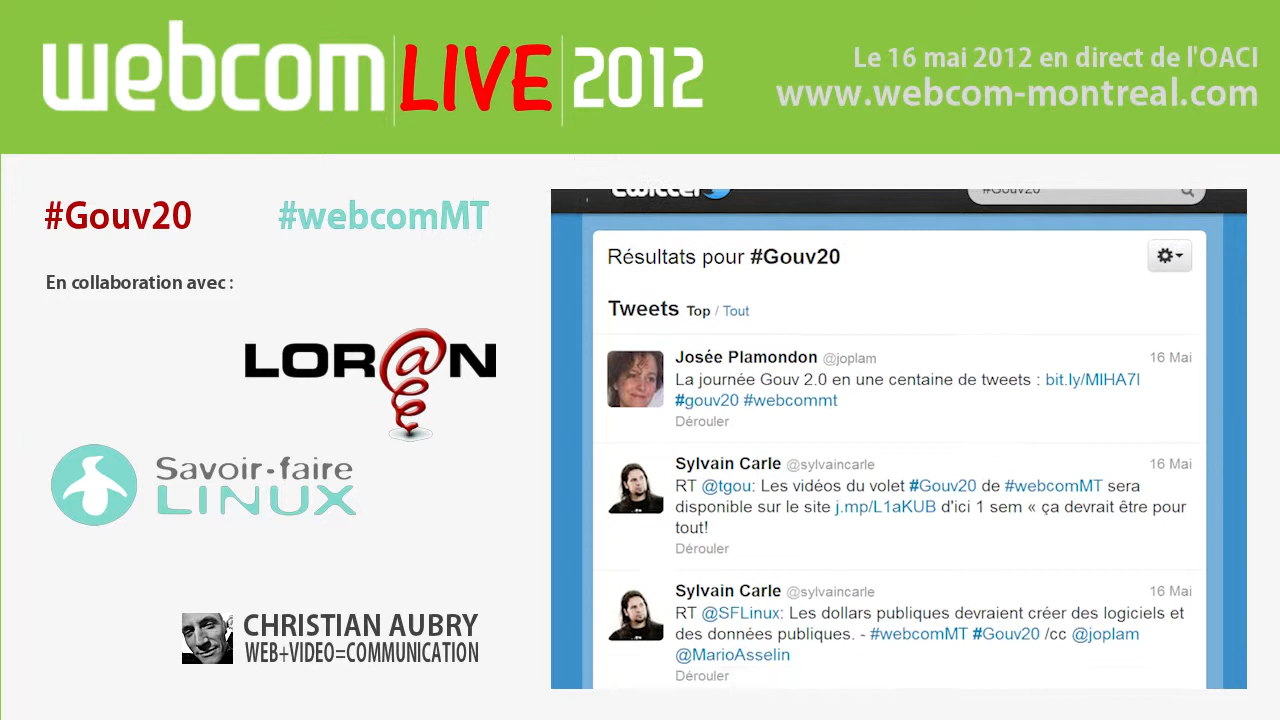 webcom LIVE 2012
Le 16 mai 2012 en direct de l'OACI
www.webcom-montreal.com
#Gouv20 #webcomMT
En collaboration avec :
LOR@N
Savoir-faire
LINUX
CHRISTIAN AUBRY
WEB+VIDEO=COMMUNICATION
twitter #Gouv20
Résultats pour #Gouv20
Tweets Top / Tout
Josée Plamondon @joplam 16 Mai
La journée Gouv 2.0 en une centaine de tweets : bit.ly/MIHA7I
#gouv20 #webcommt
Dérouler
Sylvain Carle @sylvaincarle 16 Mai
RT @tgou: Les vidéos du volet #Gouv20 de #webcomMT sera
disponible sur le site j.mp/L1aKUB d'ici 1 sem « ça devrait être pour
tout!
Dérouler
Sylvain Carle @sylvaincarle 16 Mai
RT @SFLinux: Les dollars publiques devraient créer des logiciels et
des données publiques. - #webcomMT #Gouv20 /cc @joplam
@MarioAsselin
Dérouler